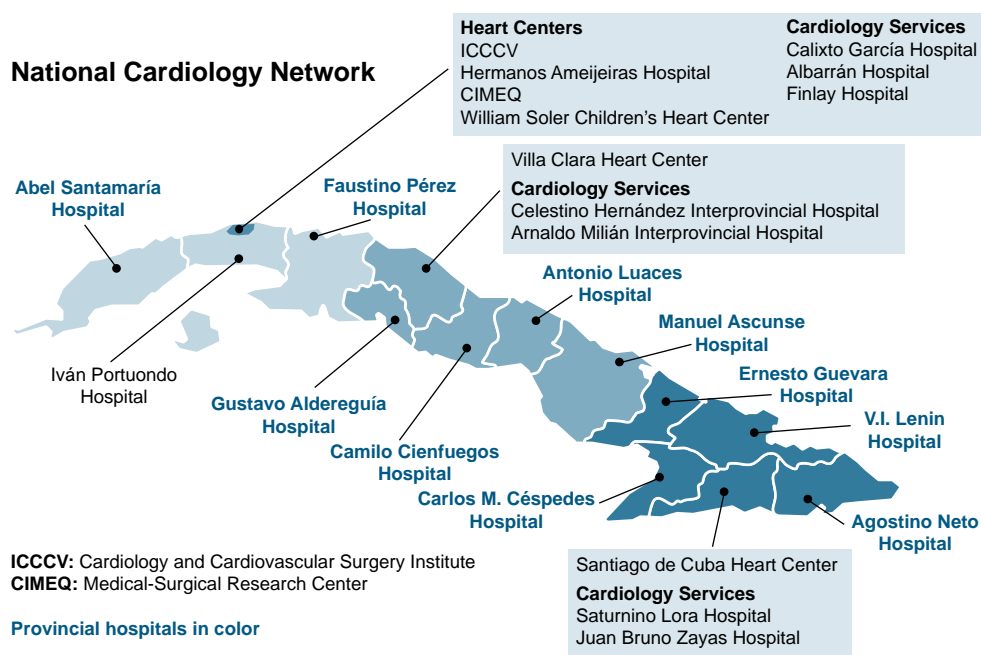 National Cardiology Network
Heart Centers
ICCCV
Hermanos Ameijeiras Hospital
CIMEQ
William Soler Children's Heart Center
Cardiology Services
Calixto García Hospital
Albarrán Hospital
Finlay Hospital
Villa Clara Heart Center
Cardiology Services
Celestino Hernández Interprovincial Hospital
Arnaldo Milián Interprovincial Hospital
Abel Santamaría
Hospital
Faustino Pérez
Hospital
Antonio Luaces
Hospital
Manuel Ascunse
Hospital
Iván Portuondo
Hospital
Ernesto Guevara
Hospital
Gustavo Aldereguía
Hospital
V.I. Lenin
Hospital
Camilo Cienfuegos
Hospital
Carlos M. Céspedes
Hospital
Agostino Neto
Hospital
ICCCV: Cardiology and Cardiovascular Surgery Institute
CIMEQ: Medical-Surgical Research Center
Provincial hospitals in color
Santiago de Cuba Heart Center
Cardiology Services
Saturnino Lora Hospital
Juan Bruno Zayas Hospital